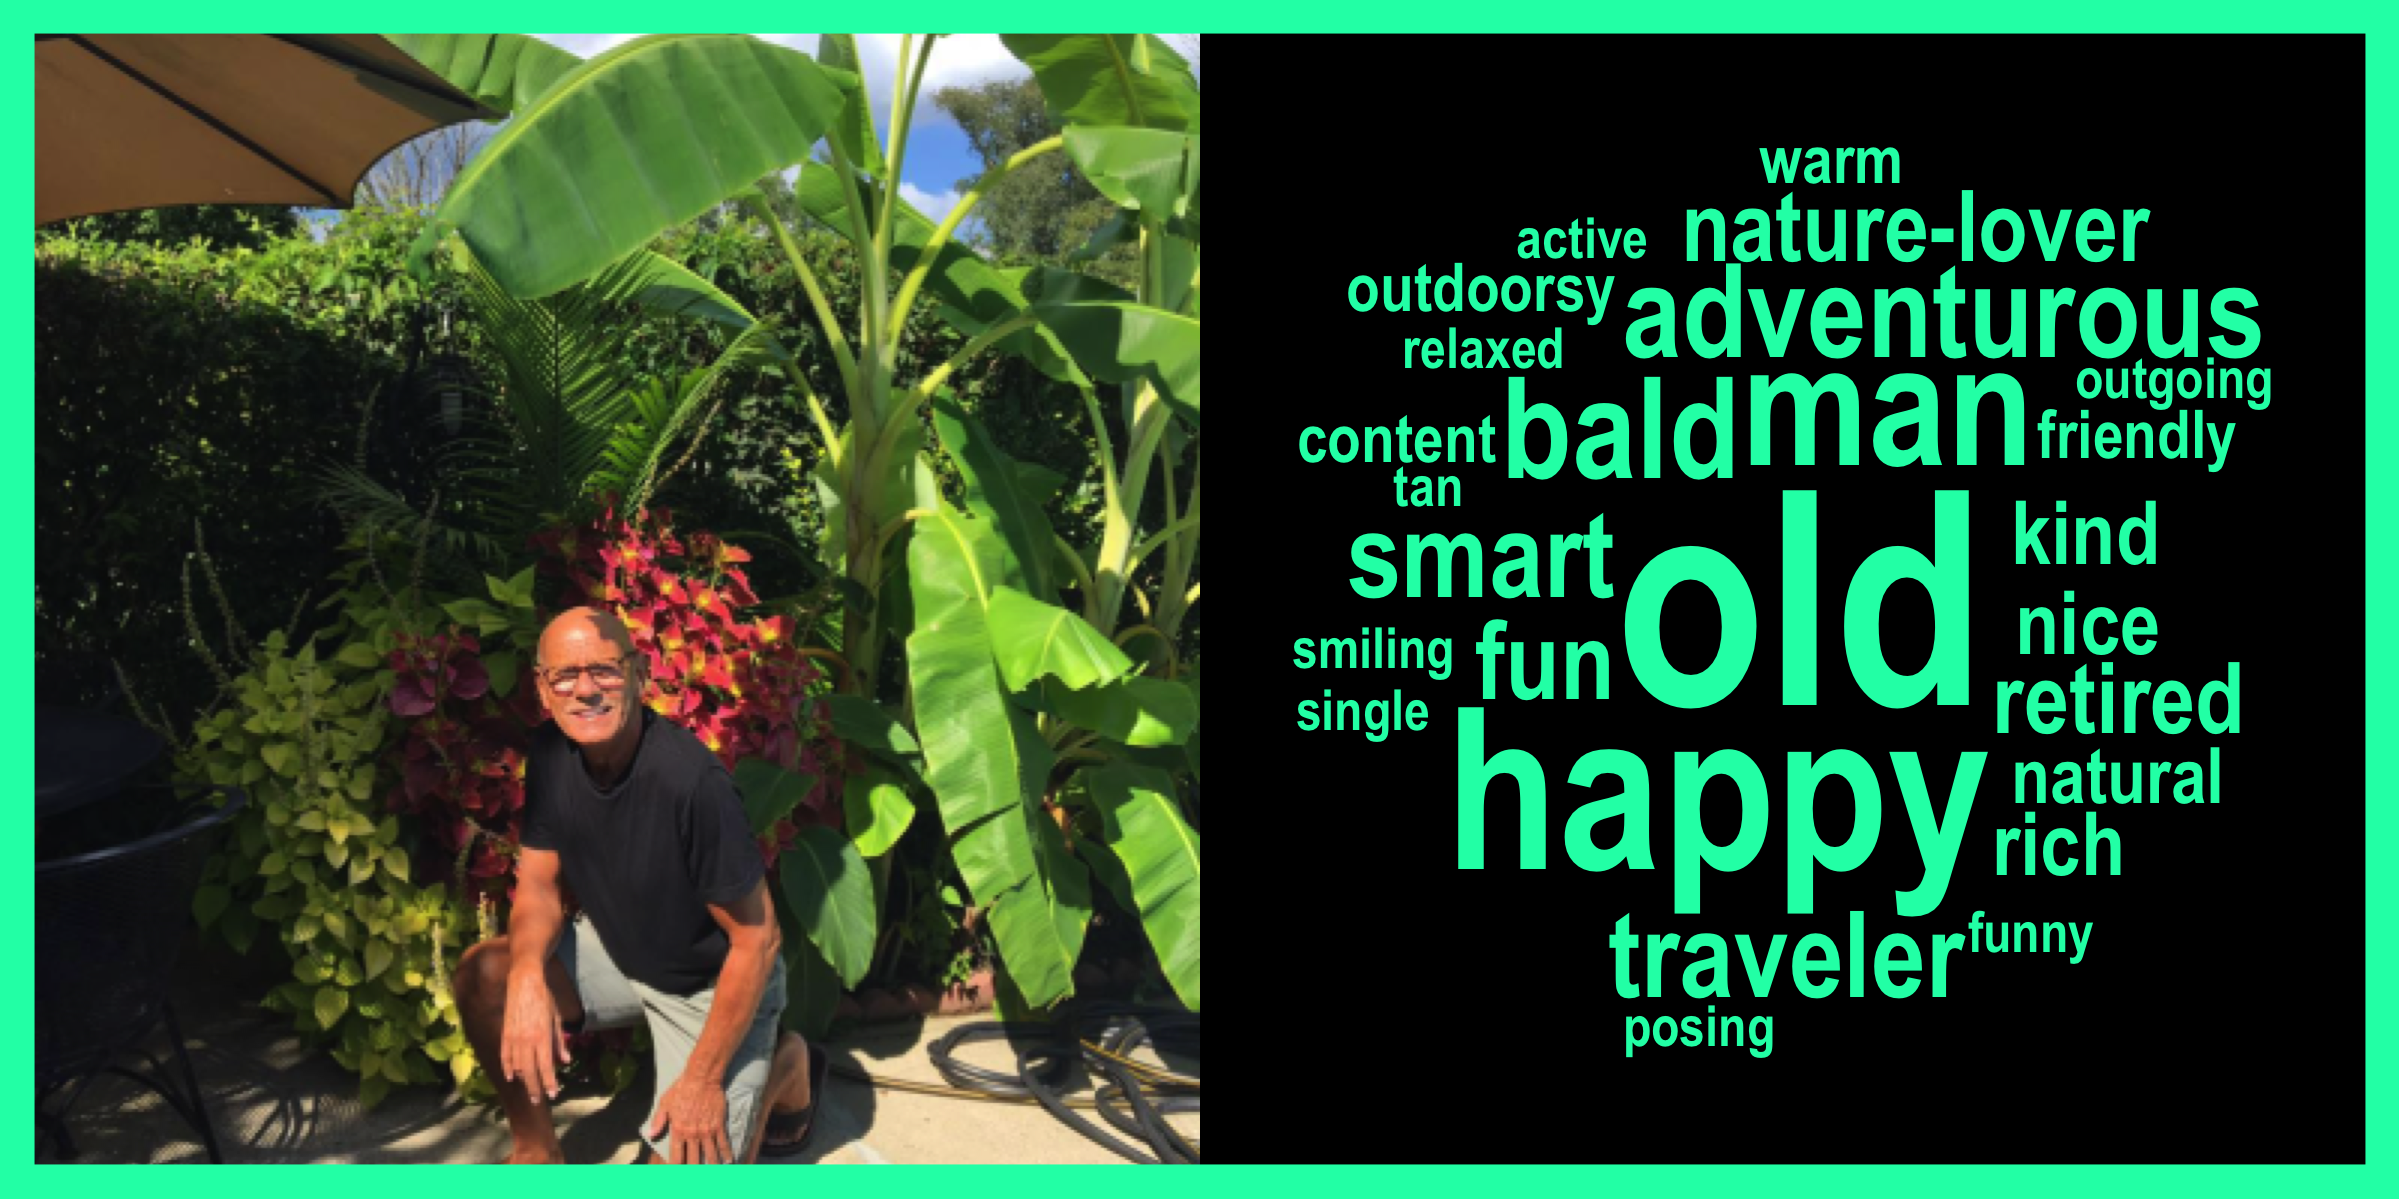 warm
active nature-lover
outdoorsy adventurous
relaxed
bald man outgoing
content friendly
tan
smart old kind
nice
smiling fun
single retired
happy natural
rich
traveler funny
posing